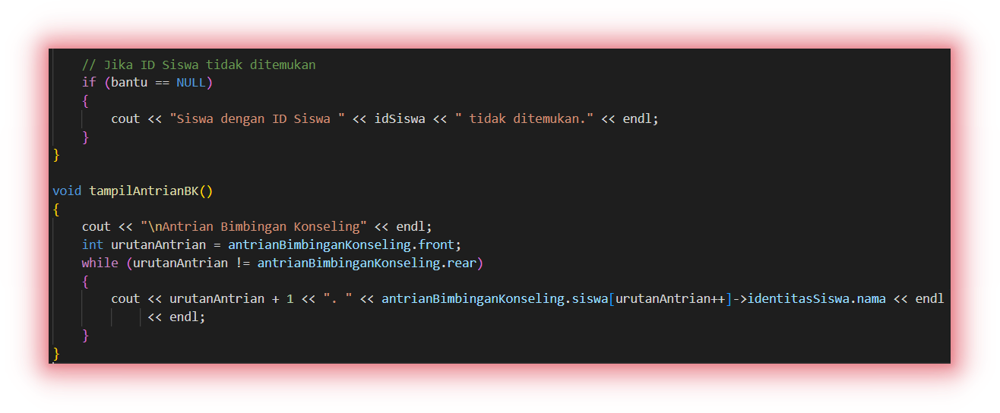 // Jika ID Siswa tidak ditemukan
if (bantu == NULL)
{
cout << "Siswa dengan ID Siswa " << idSiswa << " tidak ditemukan." << endl;
}
}
void tampilAntrianBK()
{
cout << "\nAntrian Bimbingan Konseling" << endl;
int urutanAntrian = antrianBimbinganKonseling.front;
while (urutanAntrian != antrianBimbinganKonseling.rear)
{
cout << urutanAntrian + 1 << ". " << antrianBimbinganKonseling.siswa[urutanAntrian++]->identitasSiswa.nama << endl
<< endl;
}
}